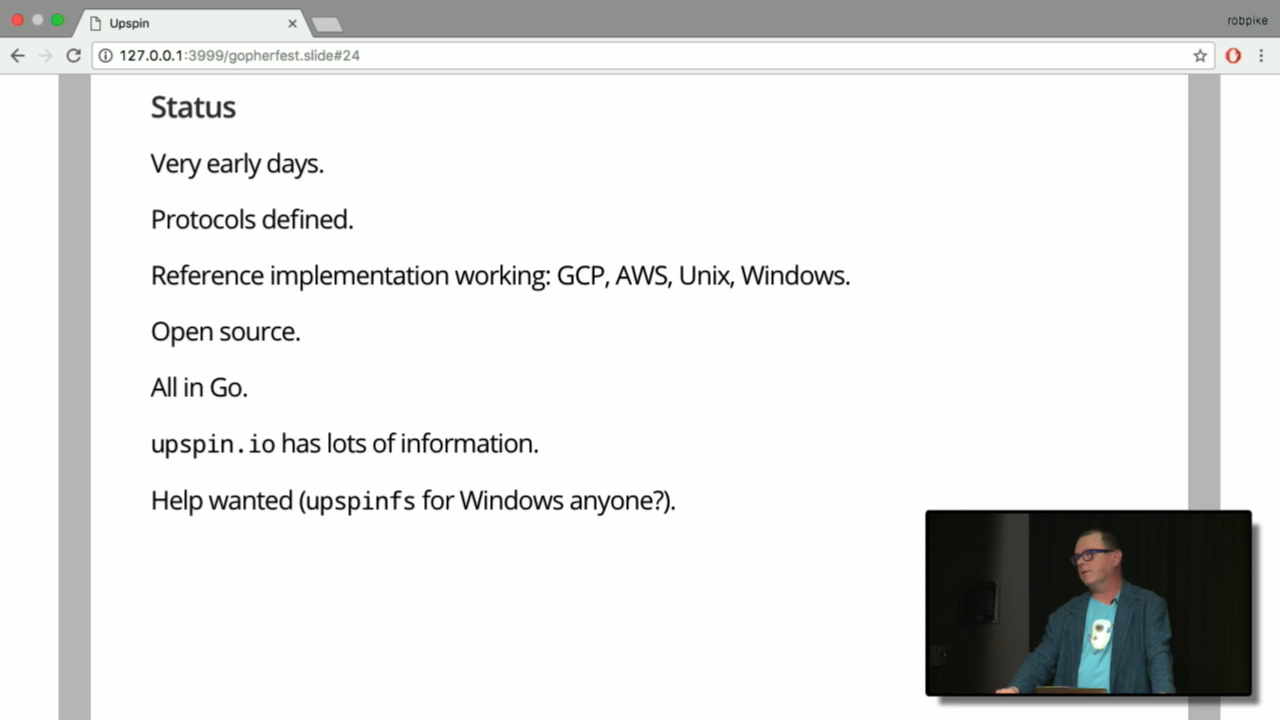 Upspin
robpike
127.0.0.1:3999/gopherfest.slide#24
Status
Very early days.
Protocols defined.
Reference implementation working: GCP, AWS, Unix, Windows.
Open source.
All in Go.
upspin.io has lots of information.
Help wanted (upspinfs for Windows anyone?).